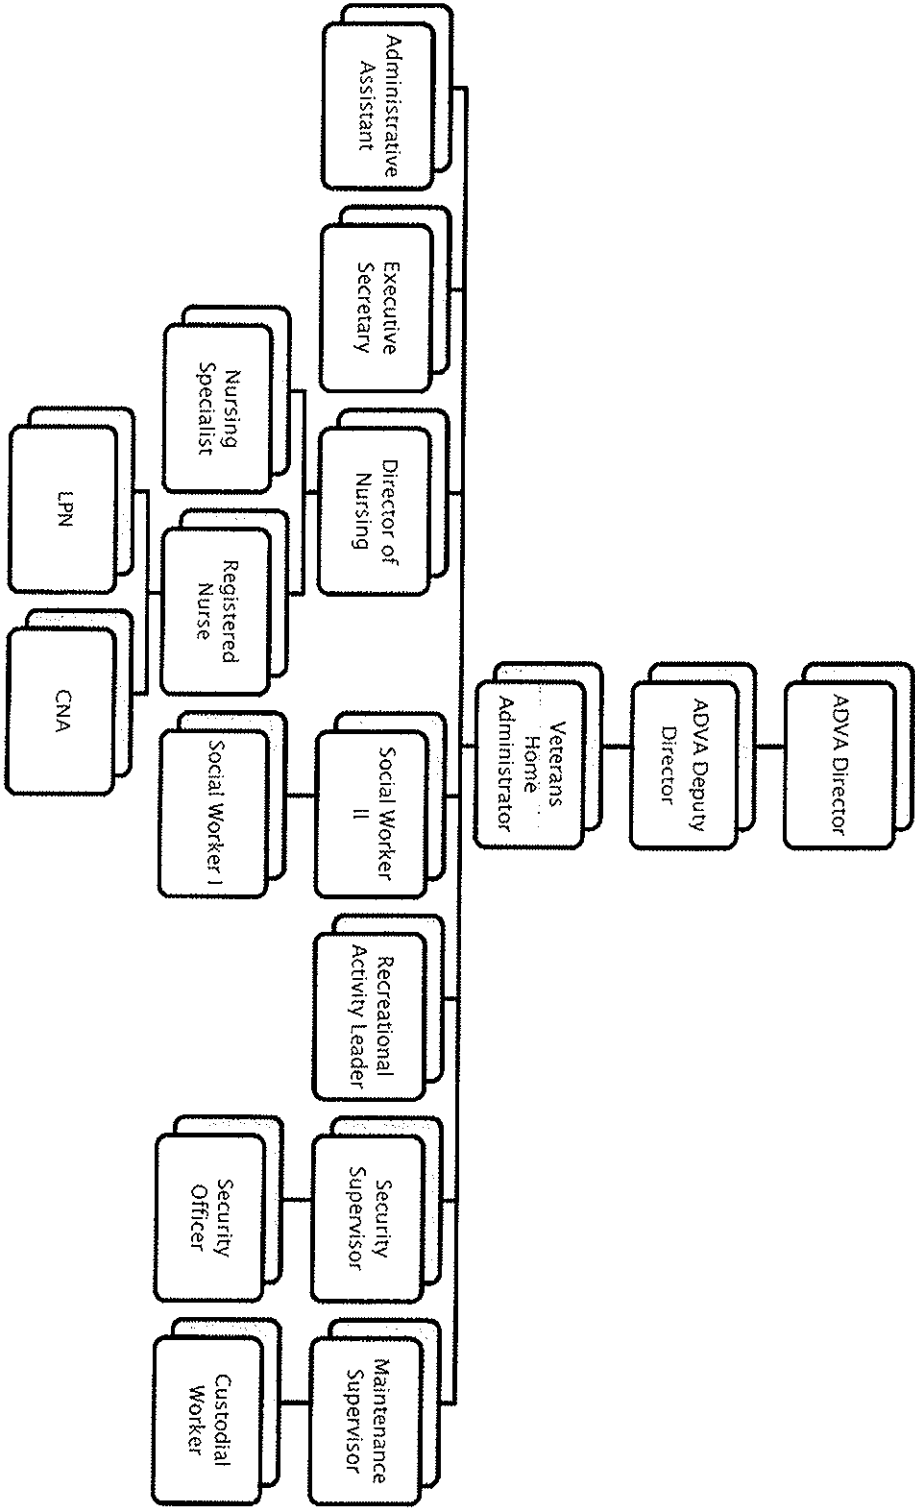 ADVA Director
ADVA Deputy
Director
Veterans
Home
Administrator
Administrative
Assistant
Executive
Secretary
Director of
Nursing
Social Worker
II
Recreational
Activity Leader
Security
Supervisor
Maintenance
Supervisor
Nursing
Specialist
Registered
Nurse
Social Worker I
Security
Officer
Custodial
Worker
LPN
CNA